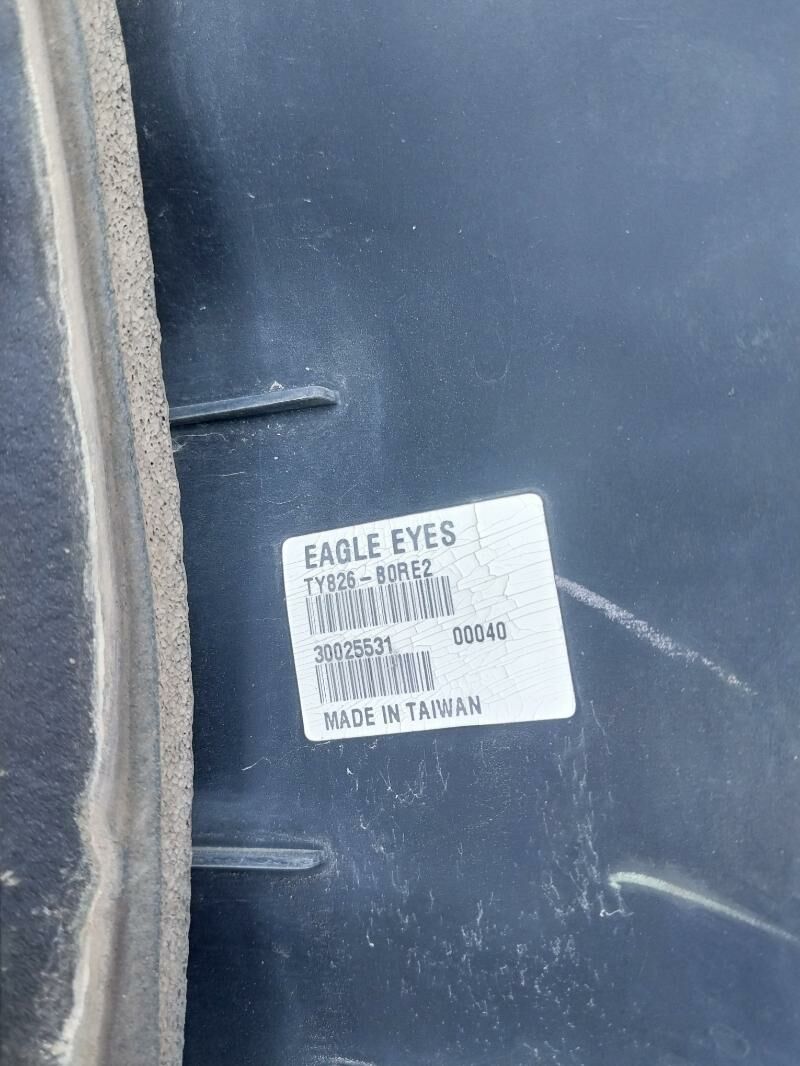 EAGLE EYES
TY826-B0RE2
30025531 00040
MADE IN TAIWAN